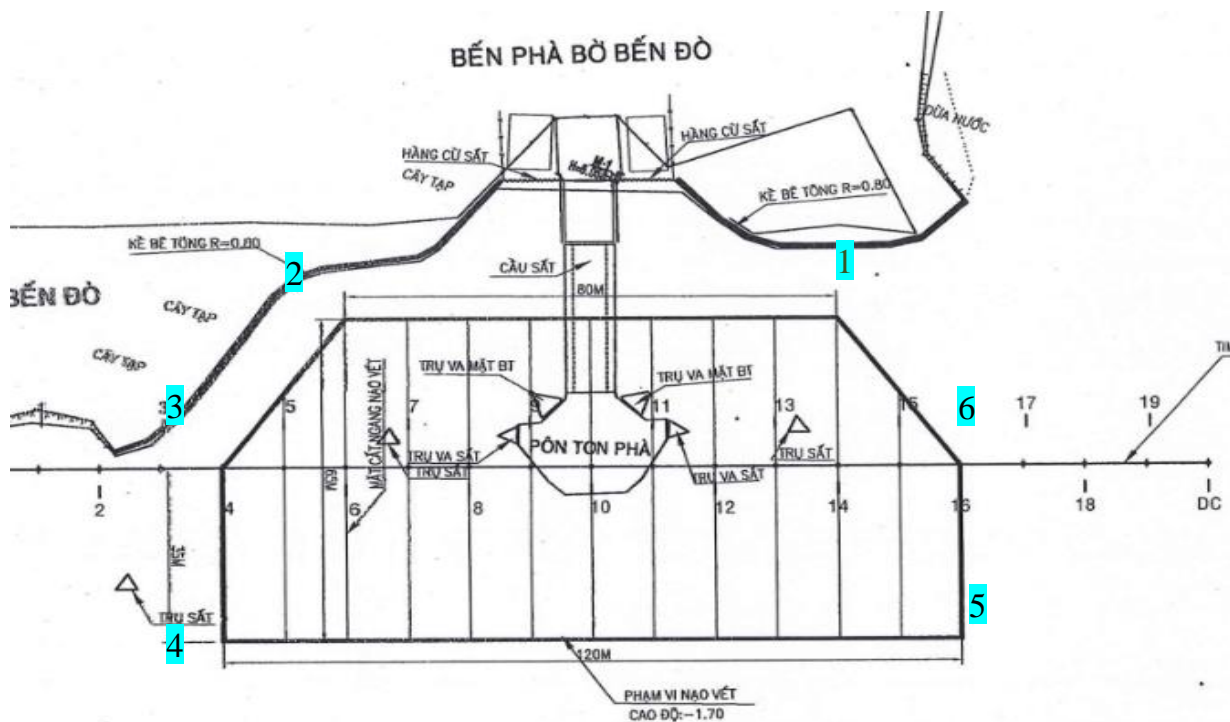 BẾN PHÀ BỜ BẾN ĐÒ
DỪA NƯỚC
HÀNG CỪ SẮT
HÀNG CỪ SẮT
M-1
CÂY TẠP
KÈ BÊ TÔNG R=0.80
KÈ BÊ TÔNG R=0.80
1
2
CẦU SẮT
BẾN ĐÒ
CÂY TẠP
80M
CÂY TẠP
TRỤ VA MẶT BT
TRỤ VA MẶT BT
TIM
3
3
5
7
9
11
13
15
6
17
19
MẶT CẮT NGANG NẠO VÉT
PÔN TON PHÀ
TRỤ VA SẮT
TRỤ SẮT
TRỤ SẮT
TRỤ VA SẮT
65M
2
4
6
8
10
12
14
16
18
DC
35M
TRỤ SẮT
5
4
120M
PHẠM VI NẠO VÉT
CAO ĐỘ:-1.70